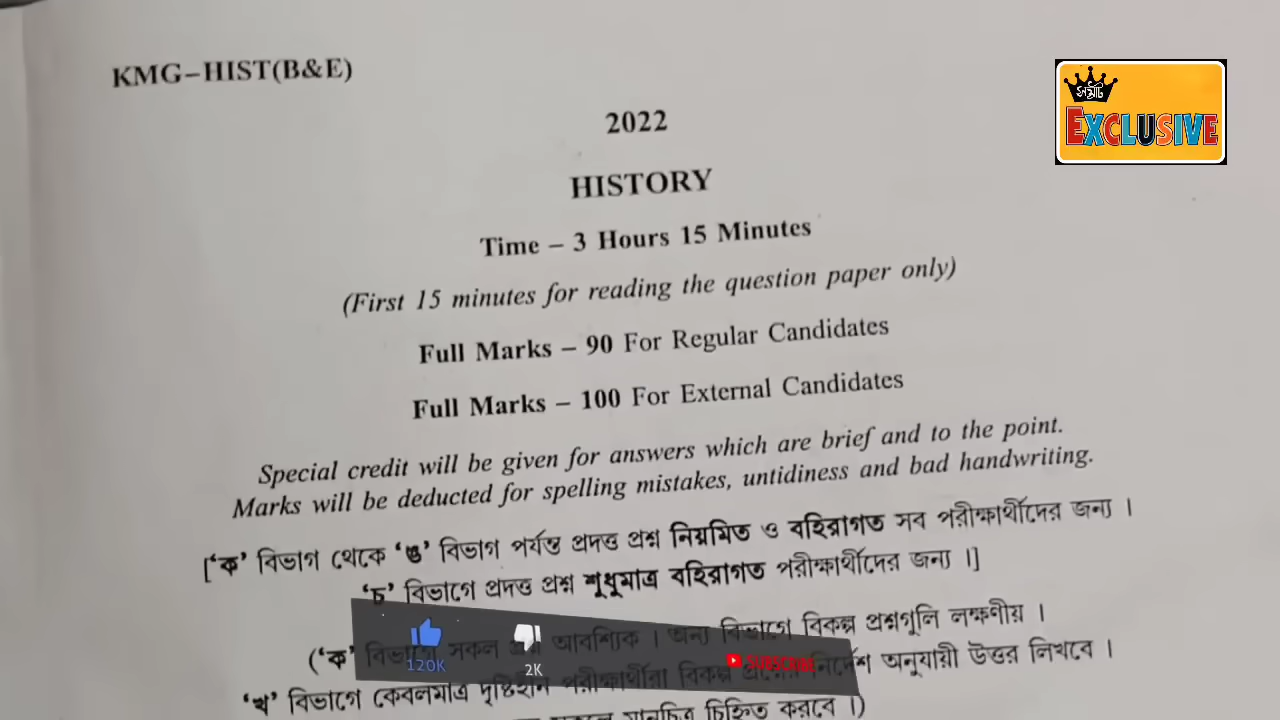 KMG–HIST(B&E)
সম্রাট
EXCLUSIVE
2022
HISTORY
Time – 3 Hours 15 Minutes
(First 15 minutes for reading the question paper only)
Full Marks – 90 For Regular Candidates
Full Marks – 100 For External Candidates
Special credit will be given for answers which are brief and to the point.
Marks will be deducted for spelling mistakes, untidiness and bad handwriting.
[‘ক’ বিভাগ থেকে ‘ঙ’ বিভাগ পর্যন্ত প্রদত্ত প্রশ্ন নিয়মিত ও বহিরাগত সব পরীক্ষার্থীদের জন্য ।
‘চ’ বিভাগে প্রদত্ত প্রশ্ন শুধুমাত্র বহিরাগত পরীক্ষার্থীদের জন্য ।]
(‘ক’ বিভাগে সকল প্রশ্ন আবশ্যিক । অন্য বিভাগে বিকল্প প্রশ্নগুলি লক্ষণীয় ।
‘খ’ বিভাগে কেবলমাত্র দৃষ্টিহীন পরীক্ষার্থীরা বিকল্প প্রশ্নের নির্দেশ অনুযায়ী উত্তর লিখবে ।
মানচিত্র চিহ্নিত করবে ।)
120K
2K
SUBSCRIBE